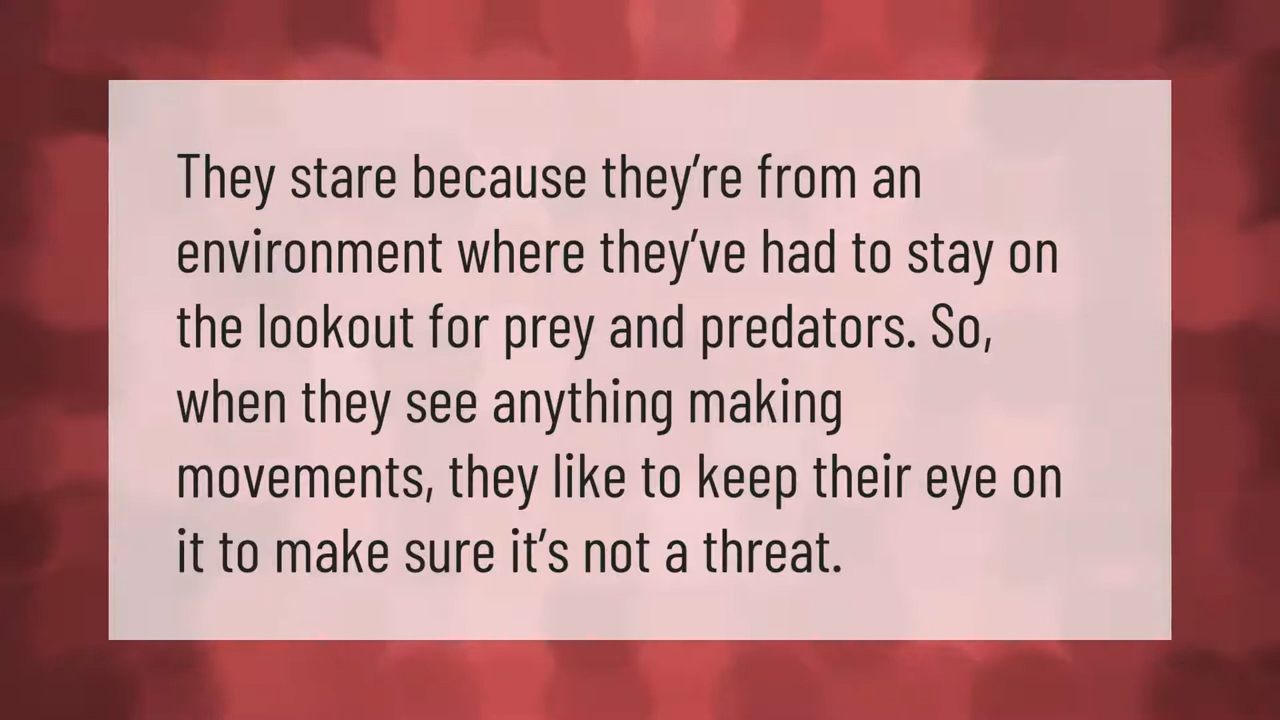 They stare because they’re from an
environment where they’ve had to stay on
the lookout for prey and predators. So,
when they see anything making
movements, they like to keep their eye on
it to make sure it’s not a threat.